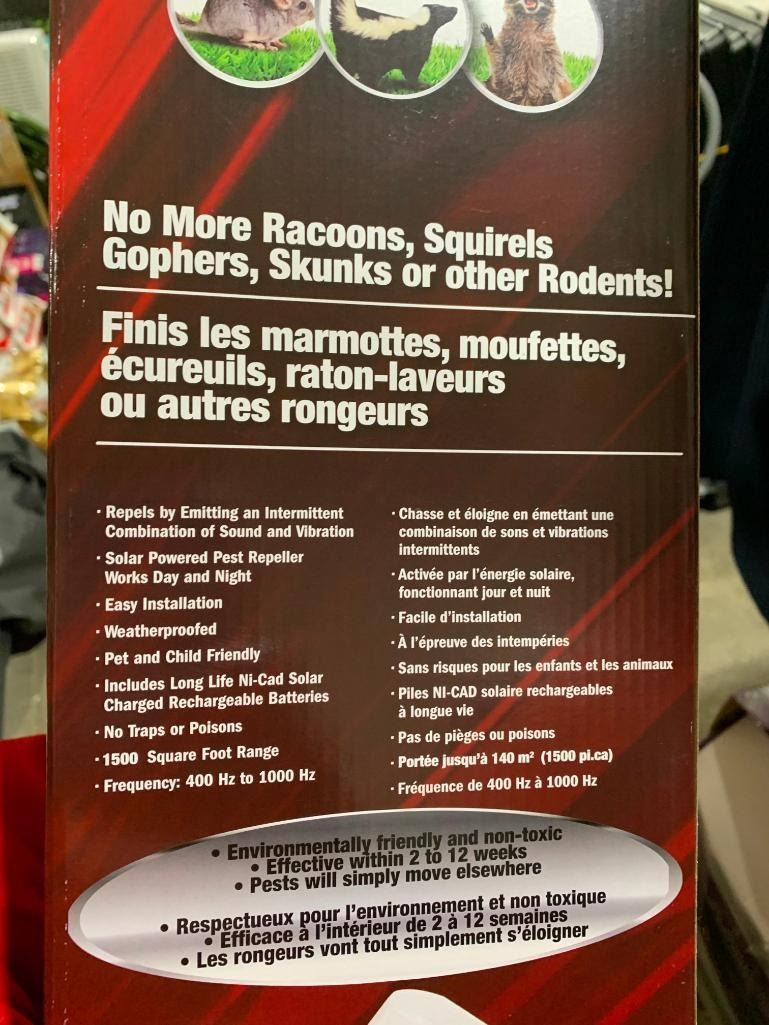 No More Racoons, Squirels
Gophers, Skunks or other Rodents!
Finis les marmottes, moufettes,
écureuils, raton-laveurs
ou autres rongeurs
· Repels by Emitting an Intermittent
Combination of Sound and Vibration
· Solar Powered Pest Repeller
Works Day and Night
· Easy Installation
· Weatherproofed
· Pet and Child Friendly
· Includes Long Life Ni-Cad Solar
Charged Rechargeable Batteries
· No Traps or Poisons
· 1500 Square Foot Range
· Frequency: 400 Hz to 1000 Hz
· Chasse et éloigne en émettant une
combinaison de sons et vibrations
intermittents
· Activée par l'énergie solaire,
fonctionnant jour et nuit
· Facile d'installation
· À l'épreuve des intempéries
· Sans risques pour les enfants et les animaux
· Piles NI-CAD solaire rechargeables
à longue vie
· Pas de pièges ou poisons
· Portée jusqu'à 140 m² (1500 pi.ca)
· Fréquence de 400 Hz à 1000 Hz
• Environmentally friendly and non-toxic
• Effective within 2 to 12 weeks
• Pests will simply move elsewhere
• Respectueux pour l'environnement et non toxique
• Efficace à l'intérieur de 2 à 12 semaines
• Les rongeurs vont tout simplement s'éloigner